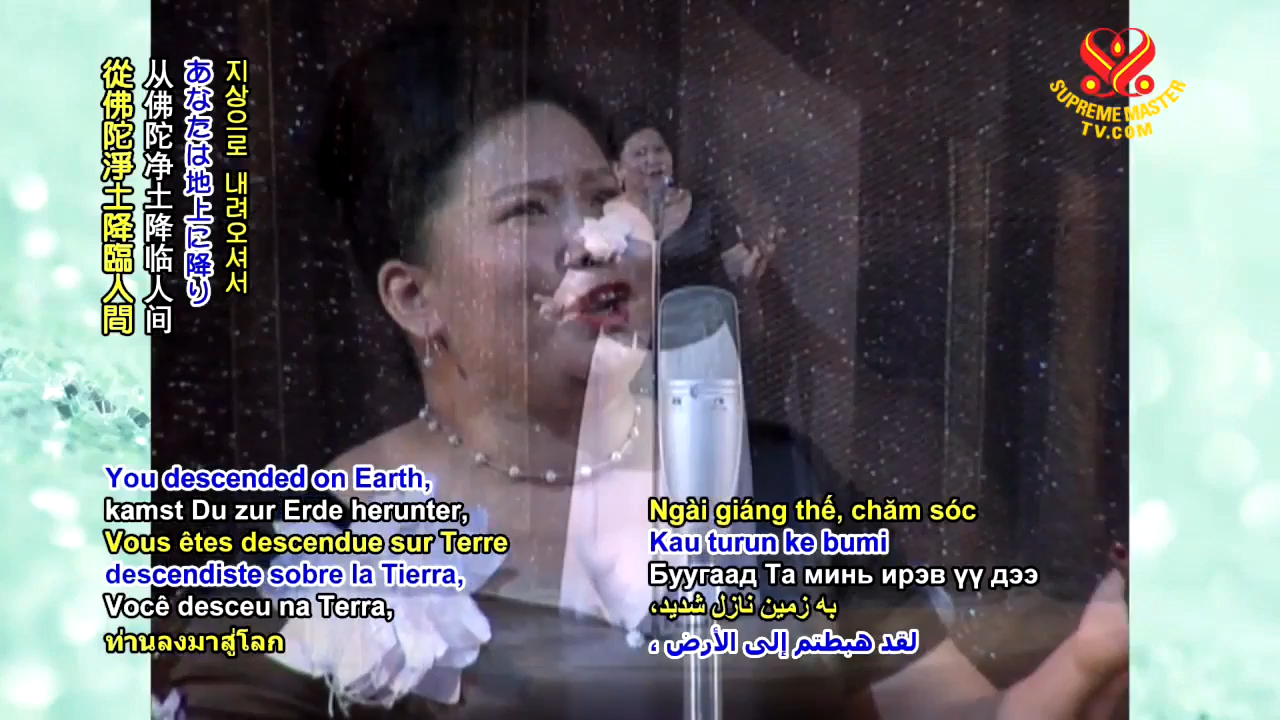 從佛陀淨土降臨人間
从佛陀净土降临人间
あなたは地上に降り
지상으로 내려오셔서
SUPREME MASTER
TV.COM
You descended on Earth,
kamst Du zur Erde herunter,
Vous êtes descendue sur Terre
descendiste sobre la Tierra,
Você desceu na Terra,
ท่านลงมาสู่โลก
Ngài giáng thế, chăm sóc
Kau turun ke bumi
Буугаад Та минь ирэв үү дээ
به زمین نازل شدید،
لقد هبطتم إلى الأرض ،